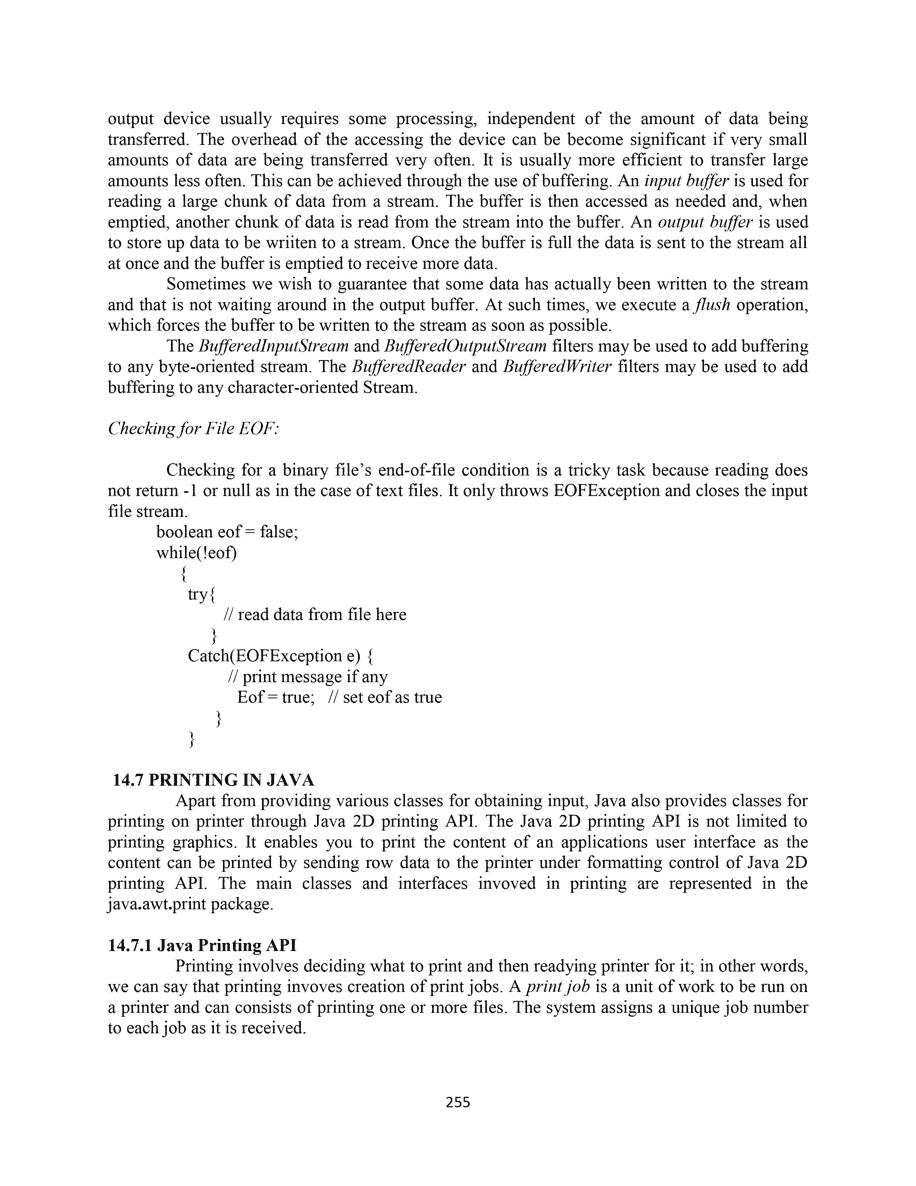 output device usually requires some processing, independent of the amount of data being
transferred. The overhead of the accessing the device can be become significant if very small
amounts of data are being transferred very often. It is usually more efficient to transfer large
amounts less often. This can be achieved through the use of buffering. An input buffer is used for
reading a large chunk of data from a stream. The buffer is then accessed as needed and, when
emptied, another chunk of data is read from the stream into the buffer. An output buffer is used
to store up data to be wriiten to a stream. Once the buffer is full the data is sent to the stream all
at once and the buffer is emptied to receive more data.
Sometimes we wish to guarantee that some data has actually been written to the stream
and that is not waiting around in the output buffer. At such times, we execute a flush operation,
which forces the buffer to be written to the stream as soon as possible.
The BufferedInputStream and BufferedOutputStream filters may be used to add buffering
to any byte-oriented stream. The BufferedReader and BufferedWriter filters may be used to add
buffering to any character-oriented Stream.
Checking for File EOF:
Checking for a binary file’s end-of-file condition is a tricky task because reading does
not return -1 or null as in the case of text files. It only throws EOFException and closes the input
file stream.
boolean eof = false;
while(!eof)
{
try{
// read data from file here
}
Catch(EOFException e) {
// print message if any
Eof = true; // set eof as true
}
}
14.7 PRINTING IN JAVA
Apart from providing various classes for obtaining input, Java also provides classes for
printing on printer through Java 2D printing API. The Java 2D printing API is not limited to
printing graphics. It enables you to print the content of an applications user interface as the
content can be printed by sending row data to the printer under formatting control of Java 2D
printing API. The main classes and interfaces invoved in printing are represented in the
java.awt.print package.
14.7.1 Java Printing API
Printing involves deciding what to print and then readying printer for it; in other words,
we can say that printing invoves creation of print jobs. A print job is a unit of work to be run on
a printer and can consists of printing one or more files. The system assigns a unique job number
to each job as it is received.
255